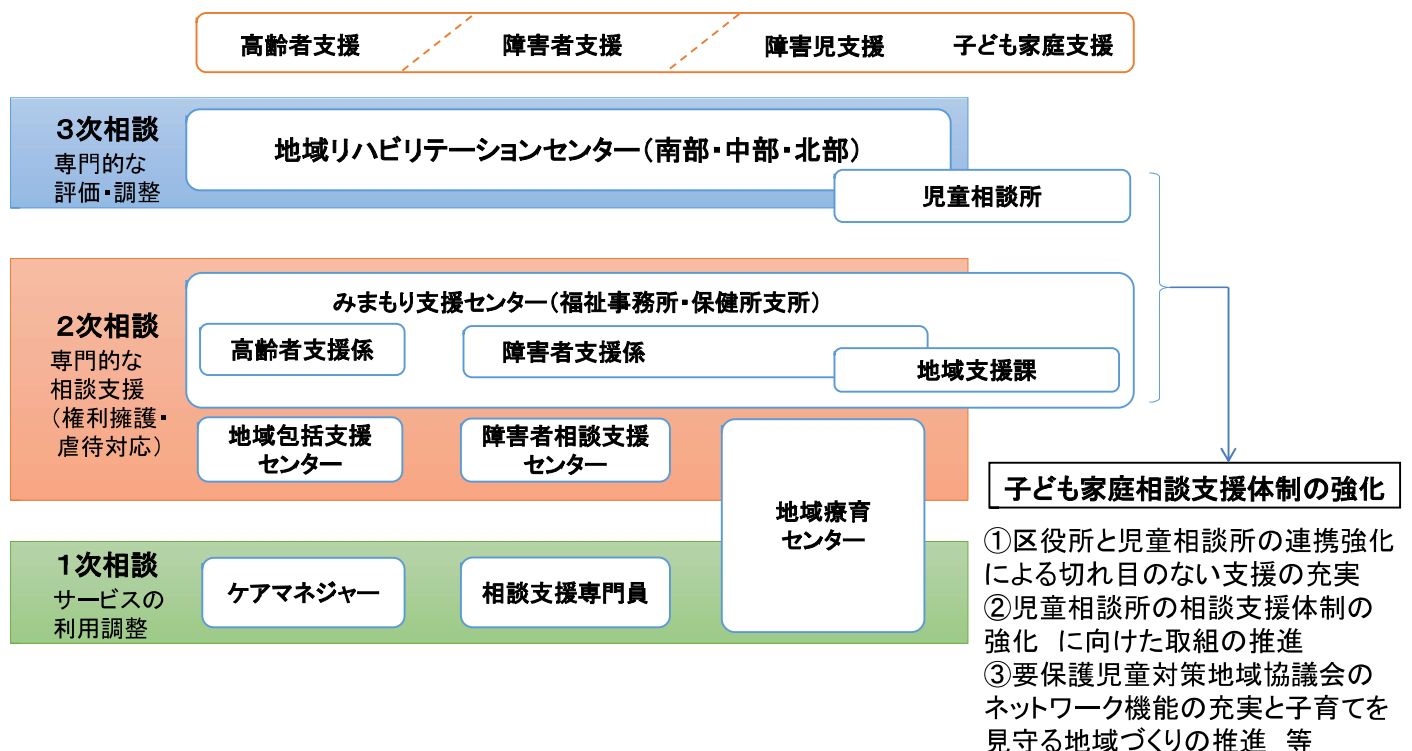 高齢者支援
障害者支援
障害児支援
子ども家庭支援
3次相談
専門的な
評価・調整
地域リハビリテーションセンター(南部・中部・北部)
児童相談所
2次相談
専門的な
相談支援
(権利擁護・
虐待対応)
みまもり支援センター(福祉事務所・保健所支所)
高齢者支援係
障害者支援係
地域支援課
地域包括支援
センター
障害者相談支援
センター
地域療育
センター
1次相談
サービスの
利用調整
ケアマネジャー
相談支援専門員
子ども家庭相談支援体制の強化
①区役所と児童相談所の連携強化
による切れ目のない支援の充実
②児童相談所の相談支援体制の
強化 に向けた取組の推進
③要保護児童対策地域協議会の
ネットワーク機能の充実と子育てを
見守る地域づくりの推進 等